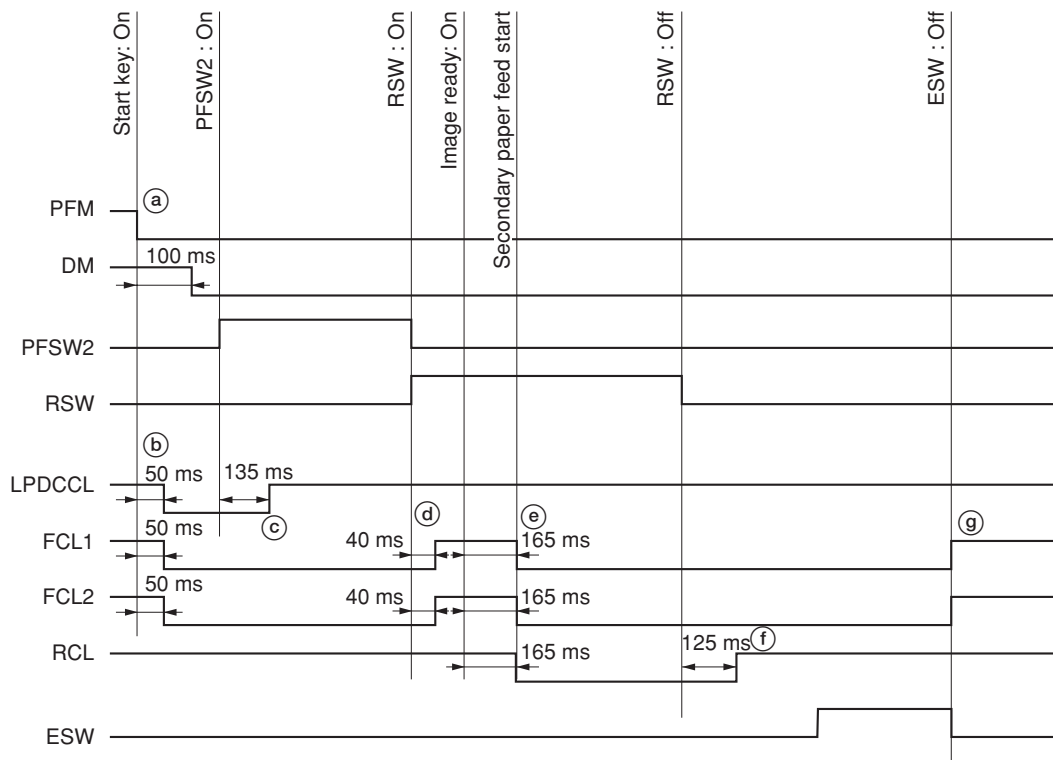 Start key: On
PFSW2 : On
RSW : On
Image ready: On
Secondary paper feed start
RSW : Off
ESW : Off
PFM
a
DM
100 ms
PFSW2
RSW
b
LPDCCL
50 ms
135 ms
c
FCL1
50 ms
40 ms
d
e
165 ms
g
FCL2
50 ms
40 ms
165 ms
RCL
165 ms
125 ms
f
ESW